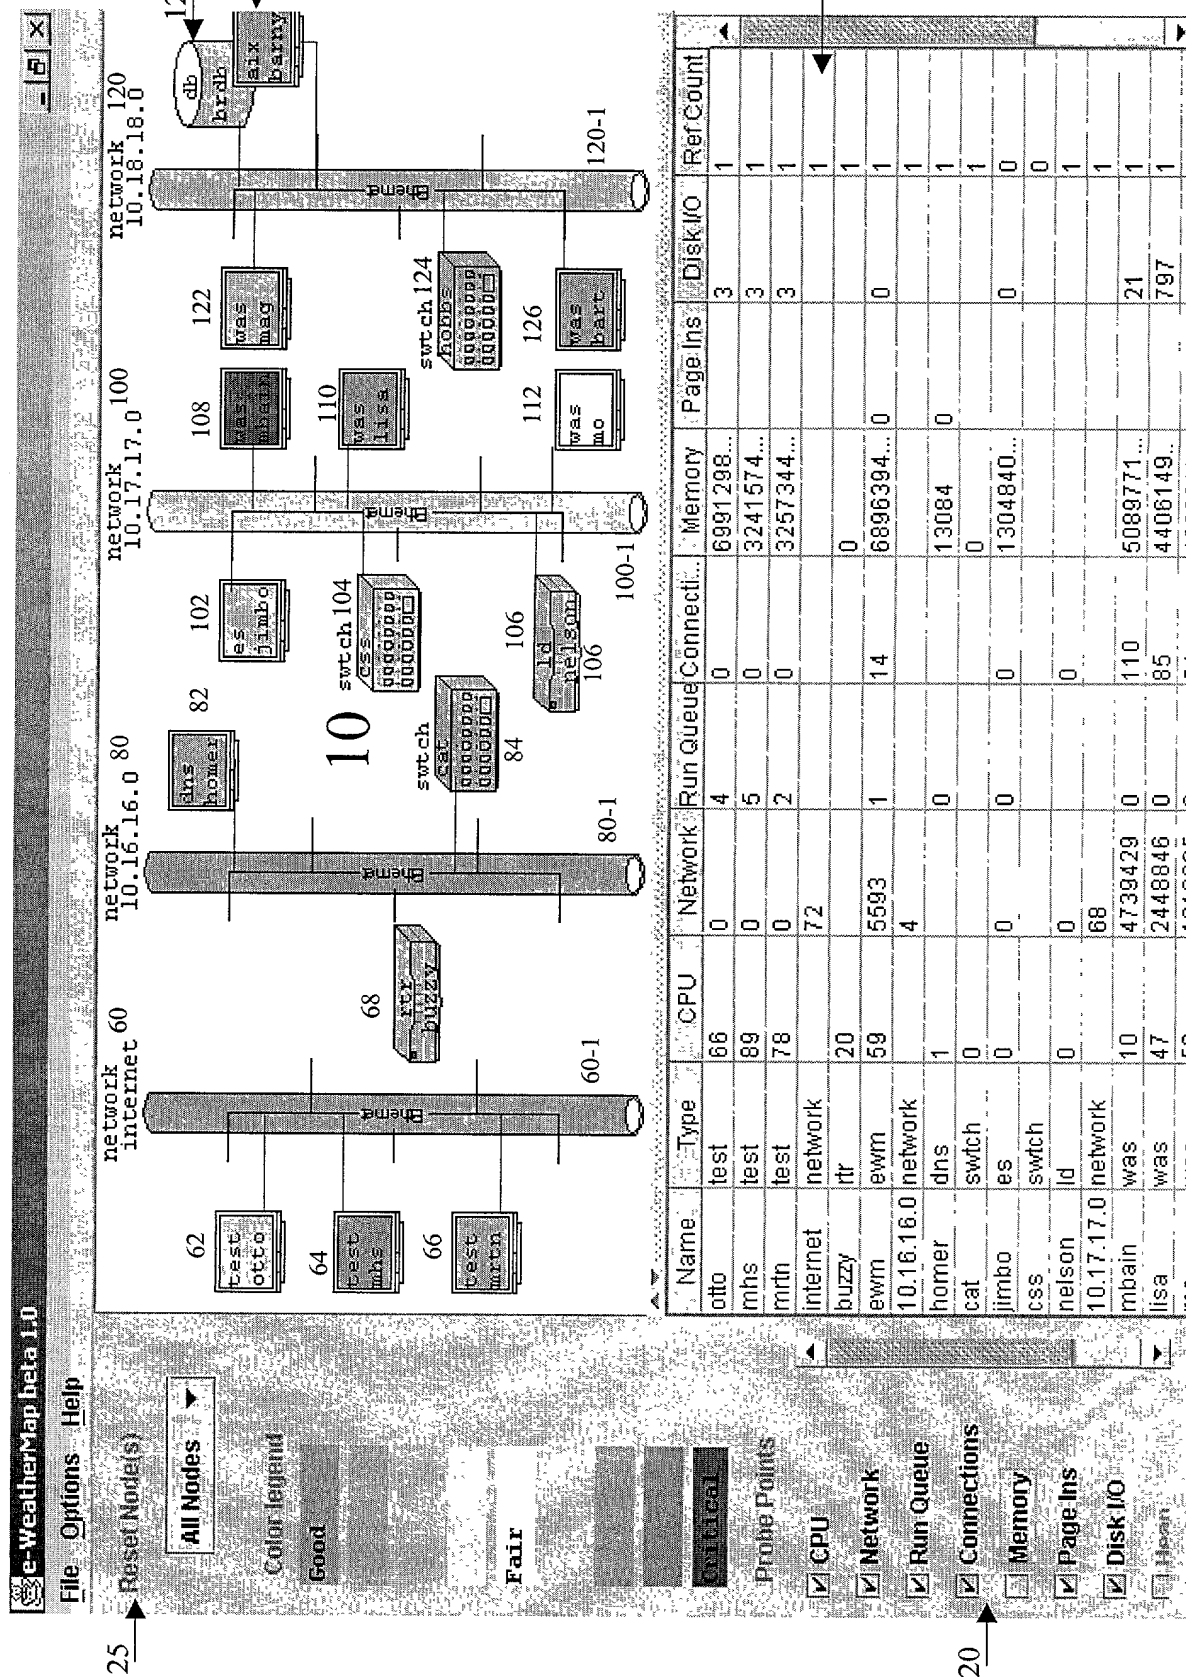 e-WeatherMap beta 1.0
File Options Help
25
Reset Node(s)
All Nodes
Color legend
Good
Fair
Critical
Probe Points
CPU
Network
Run Queue
Connections
Memory
Page Ins
Disk I/O
20
network
internet 60
test
otto
62
test
mhs
64
test
mrtn
66
60-1
rtr
buzzy
68
network
10.16.16.0 80
dns
homer
82
swtch
cat
84
80-1
10
network
10.17.17.0 100
es
jimbo
102
swtch 104
css
ld
nelson
106
106
100-1
was
mbain
108
was
lisa
110
was
mo
112
network 120
10.18.18.0
was
mag
122
swtch 124
hobbs
was
bart
126
120-1
db
hrdb
aix
barny
Name Type CPU Network Run Queue Connecti... Memory Page Ins Disk I/O Ref Count
otto test 66 0 4 0 6991298... 3 1
mhs test 89 0 5 0 3241574... 3 1
mrtn test 78 0 2 0 3257344... 3 1
internet network 72 1
buzzy rtr 20 0 1
ewm ewm 59 5593 1 14 6896394... 0 0 1
10.16.16.0 network 4 1
homer dns 1 0 13084 0 1
cat swtch 0 0 1
jimbo es 0 0 0 0 1304840... 0 0
css swtch 0
nelson ld 0 0 0 1
10.17.17.0 network 68 1
mbain was 10 4739429 0 110 5089771... 21 1
lisa was 47 2448846 0 85 4406149... 797 1